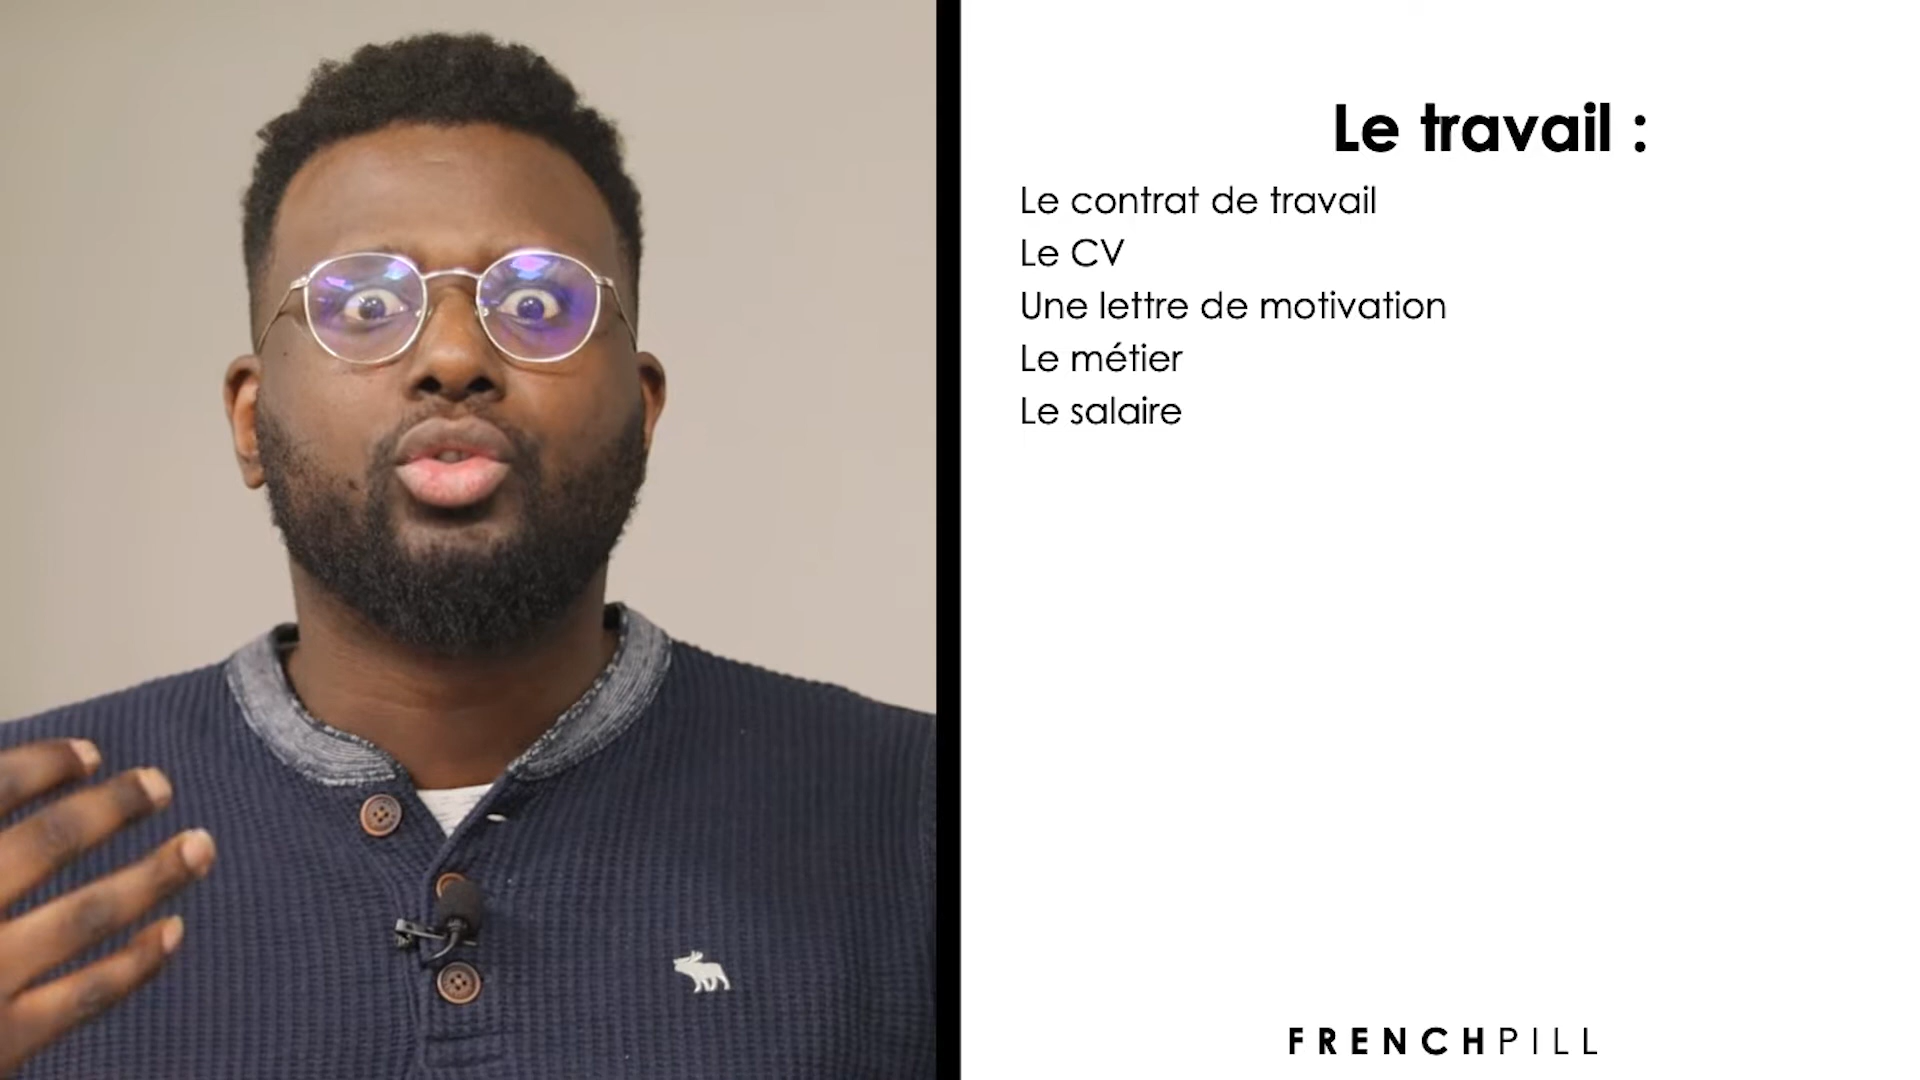 Le travail :
Le contrat de travail
Le CV
Une lettre de motivation
Le métier
Le salaire
FRENCHPILL